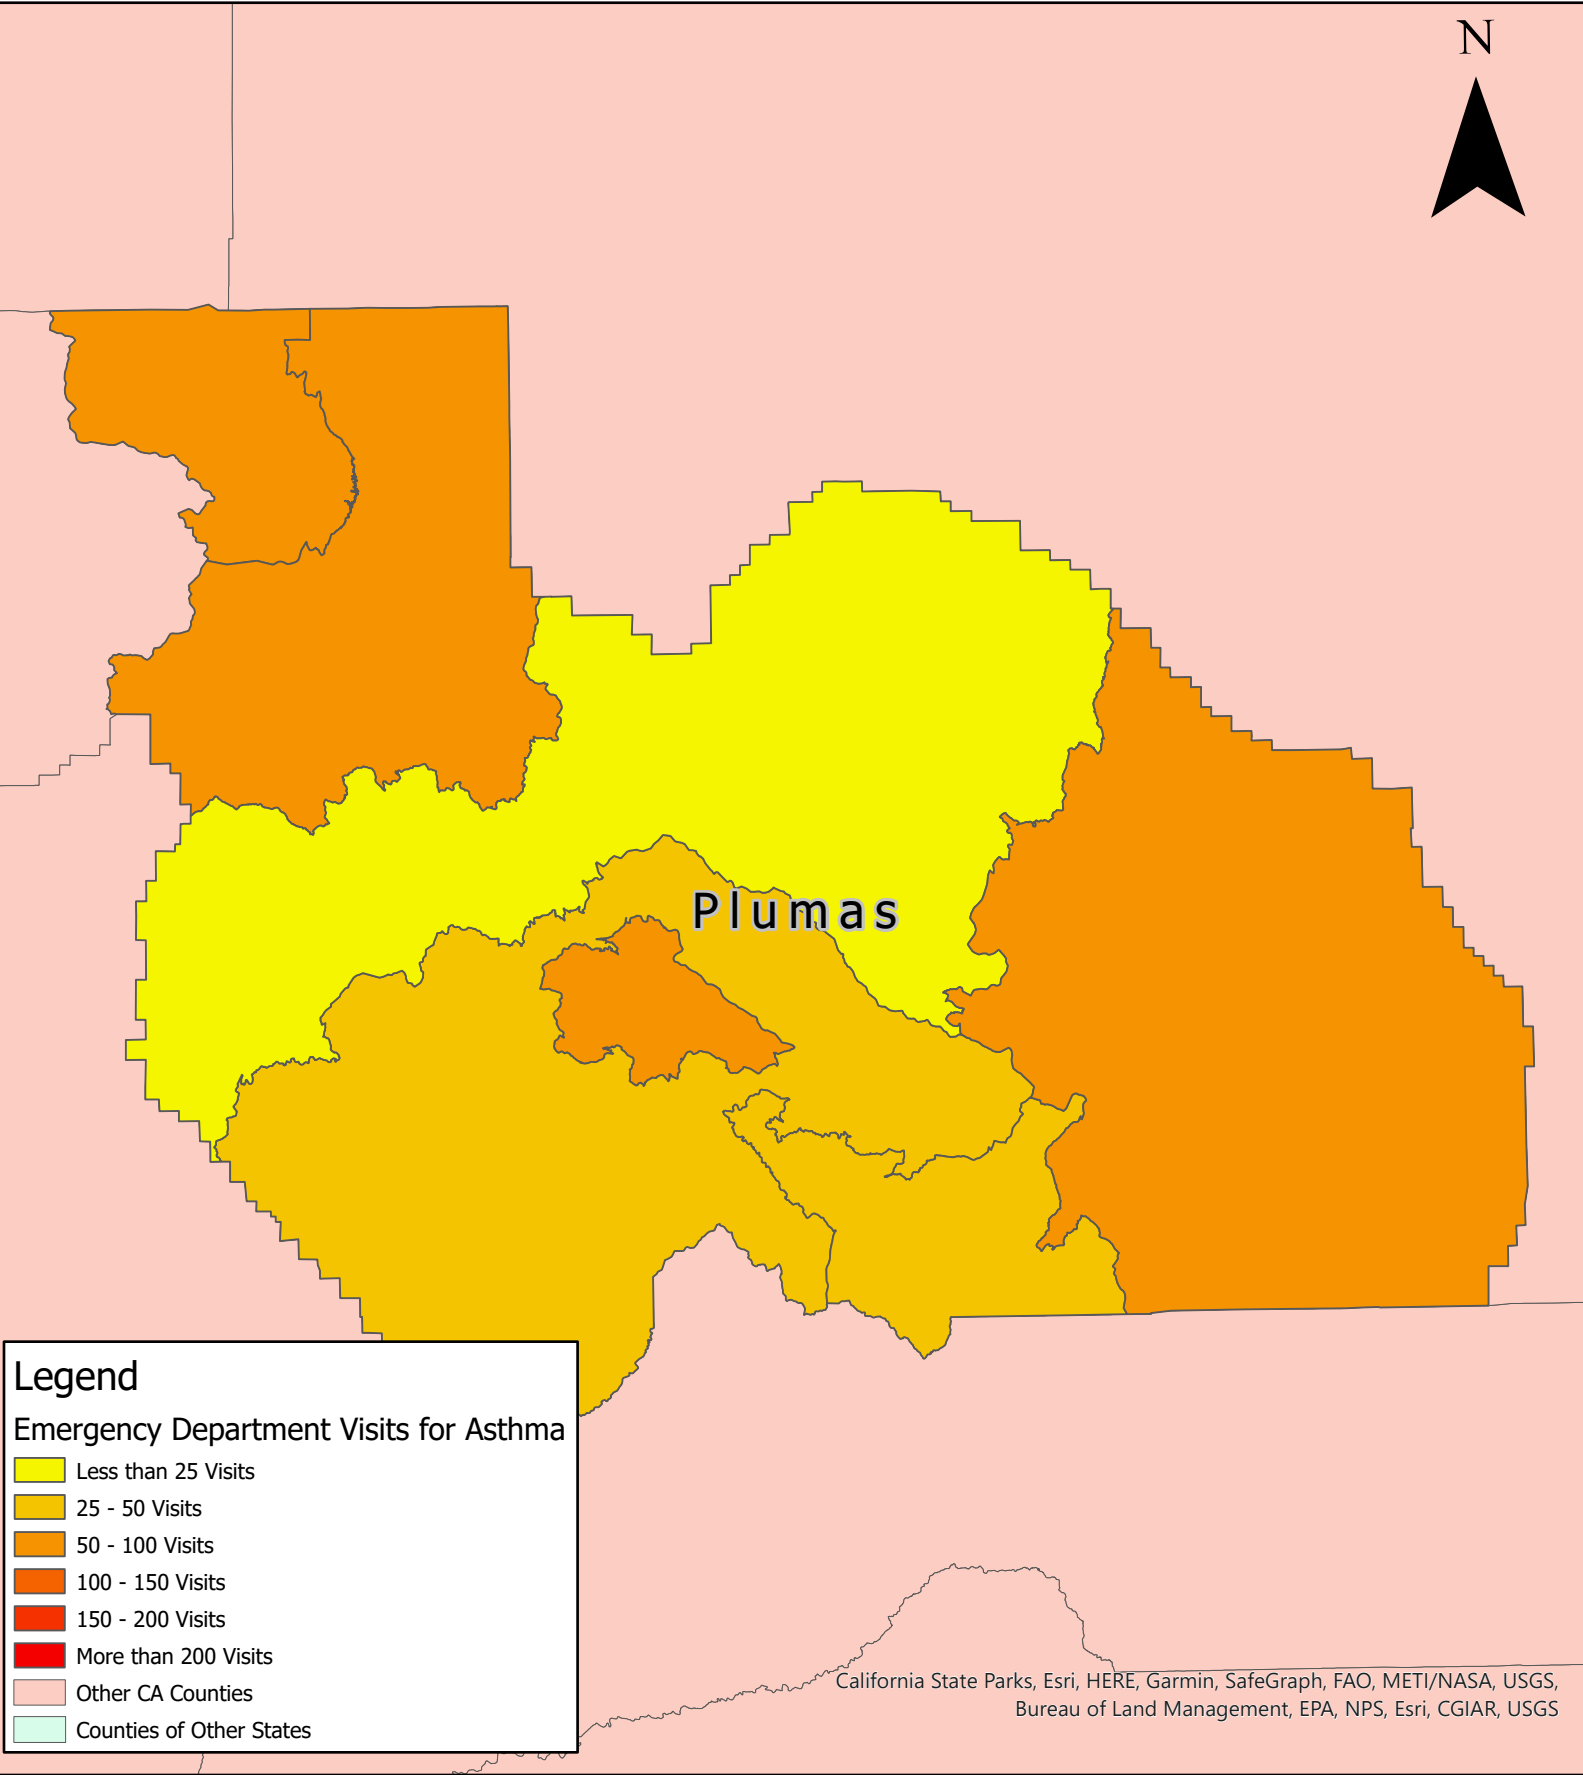 N
Plumas
Legend
Emergency Department Visits for Asthma
Less than 25 Visits
25 - 50 Visits
50 - 100 Visits
100 - 150 Visits
150 - 200 Visits
More than 200 Visits
Other CA Counties
Counties of Other States
California State Parks, Esri, HERE, Garmin, SafeGraph, FAO, METI/NASA, USGS,
Bureau of Land Management, EPA, NPS, Esri, CGIAR, USGS